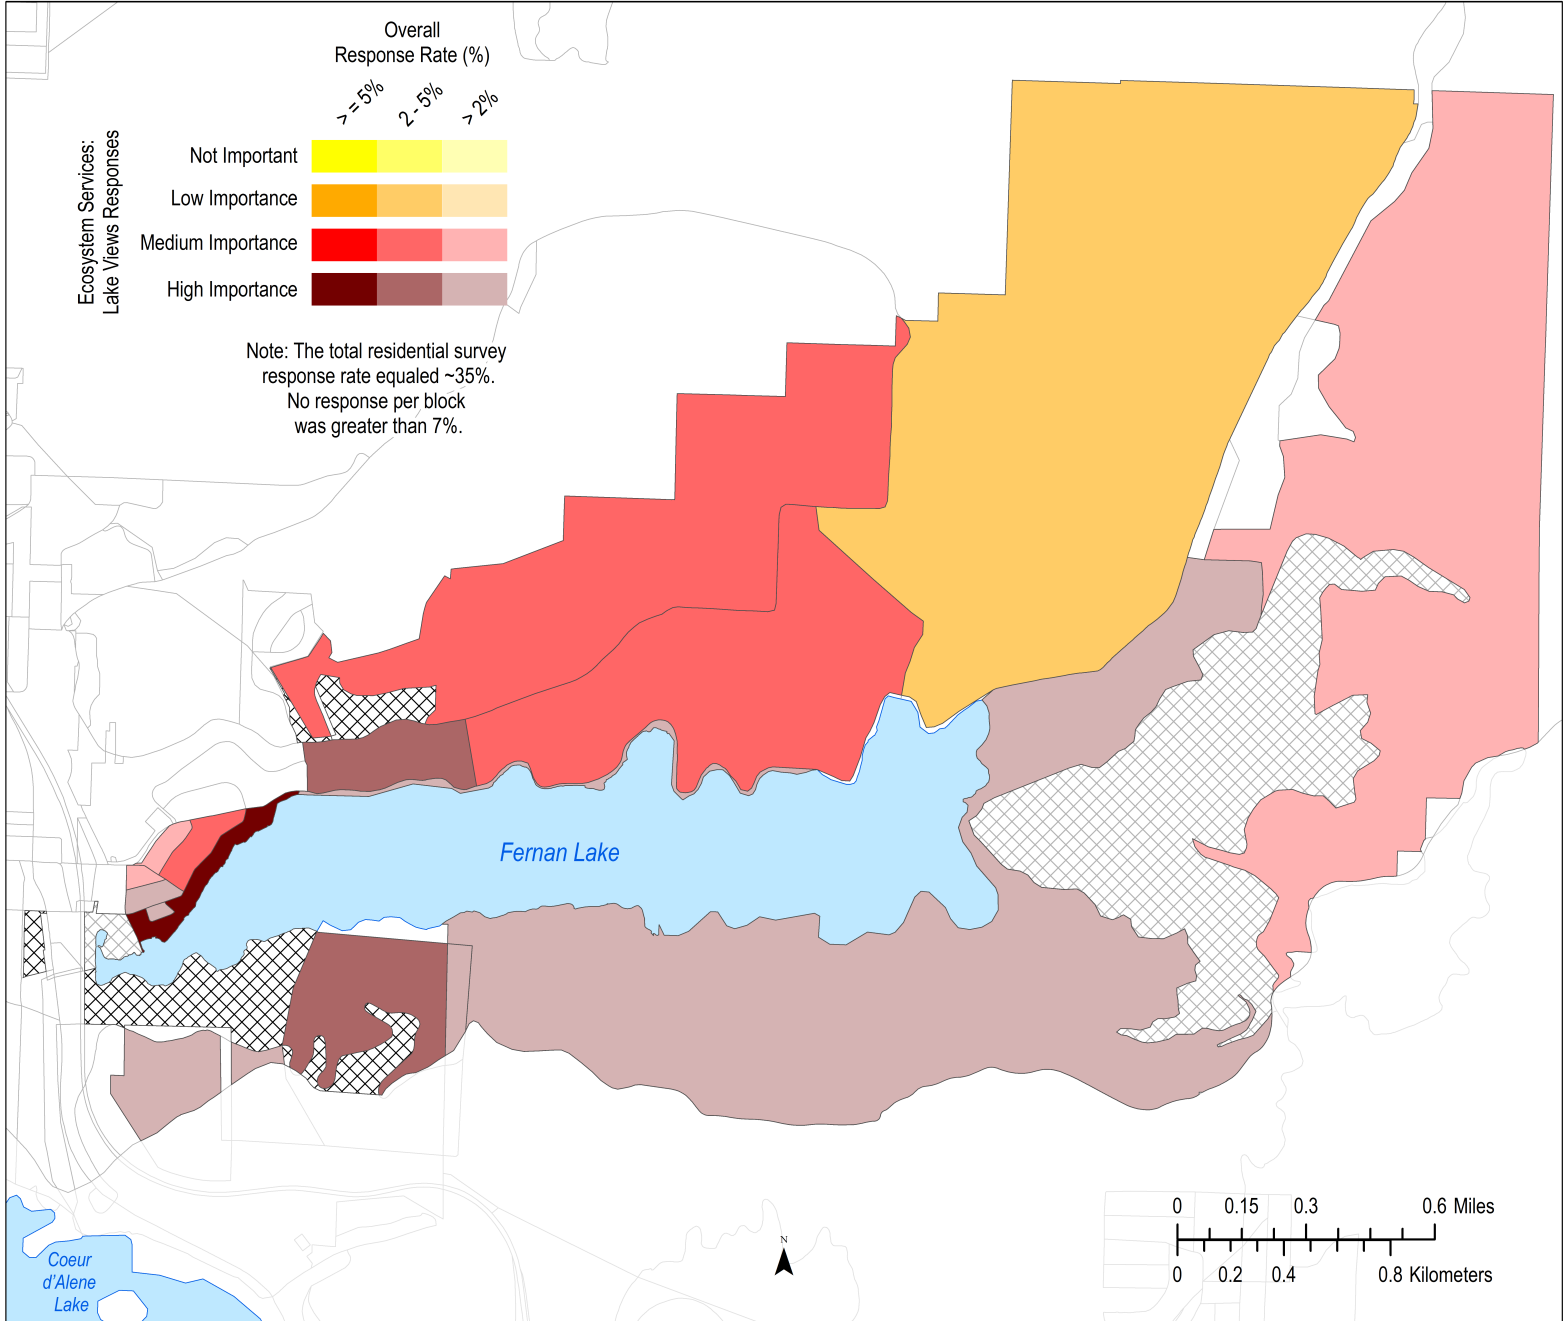 Overall
Response Rate (%)
> = 5%
2 - 5%
> 2%
Ecosystem Services:
Lake Views Responses
Not Important
Low Importance
Medium Importance
High Importance
Note: The total residential survey
response rate equaled ~35%.
No response per block
was greater than 7%.
Fernan Lake
Coeur
d'Alene
Lake
N
0 0.15 0.3 0.6 Miles
0 0.2 0.4 0.8 Kilometers